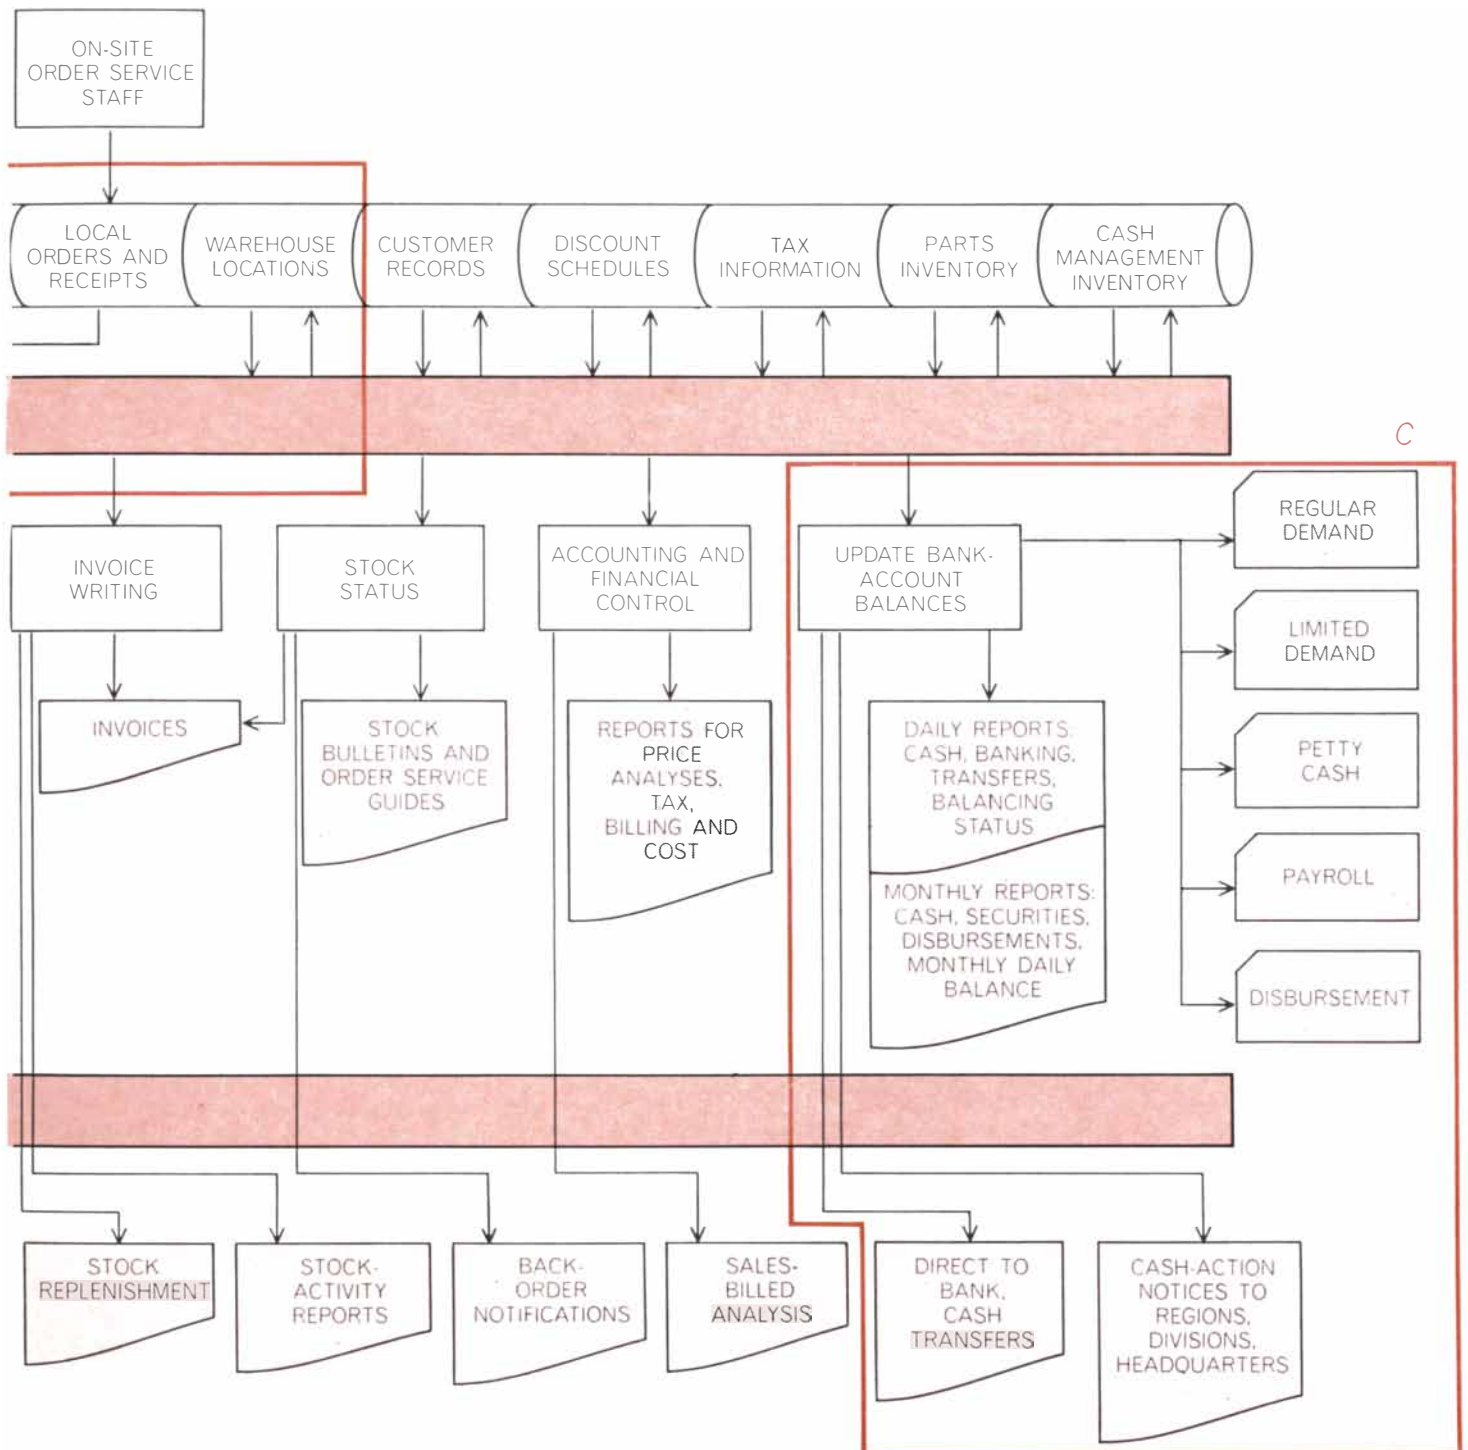 ON-SITE
ORDER SERVICE
STAFF
LOCAL
ORDERS AND
RECEIPTS
WAREHOUSE
LOCATIONS
CUSTOMER
RECORDS
DISCOUNT
SCHEDULES
TAX
INFORMATION
PARTS
INVENTORY
CASH
MANAGEMENT
INVENTORY
C
INVOICE
WRITING
STOCK
STATUS
ACCOUNTING AND
FINANCIAL
CONTROL
UPDATE BANK-
ACCOUNT
BALANCES
REGULAR
DEMAND
LIMITED
DEMAND
PETTY
CASH
PAYROLL
DISBURSEMENT
INVOICES
STOCK
BULLETINS AND
ORDER SERVICE
GUIDES
REPORTS FOR
PRICE
ANALYSES,
TAX,
BILLING AND
COST
DAILY REPORTS:
CASH, BANKING,
TRANSFERS,
BALANCING
STATUS
MONTHLY REPORTS:
CASH, SECURITIES,
DISBURSEMENTS,
MONTHLY DAILY
BALANCE
STOCK
REPLENISHMENT
STOCK-
ACTIVITY
REPORTS
BACK-
ORDER
NOTIFICATIONS
SALES-
BILLED
ANALYSIS
DIRECT TO
BANK,
CASH
TRANSFERS
CASH-ACTION
NOTICES TO
REGIONS,
DIVISIONS,
HEADQUARTERS